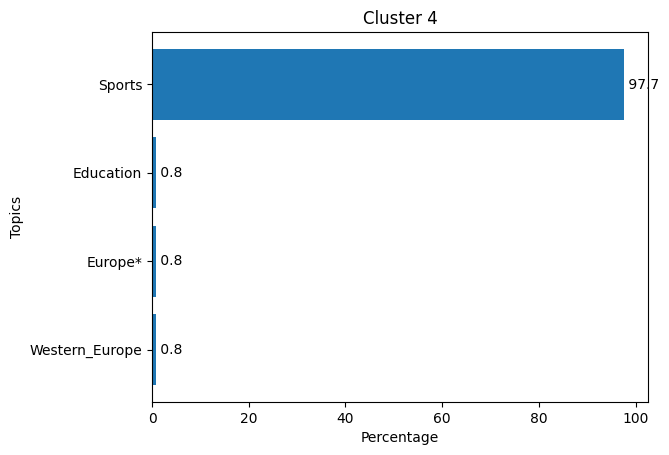 Cluster 4
Sports 97.7
Education 0.8
Europe* 0.8
Western_Europe 0.8
Topics
0 20 40 60 80 100
Percentage